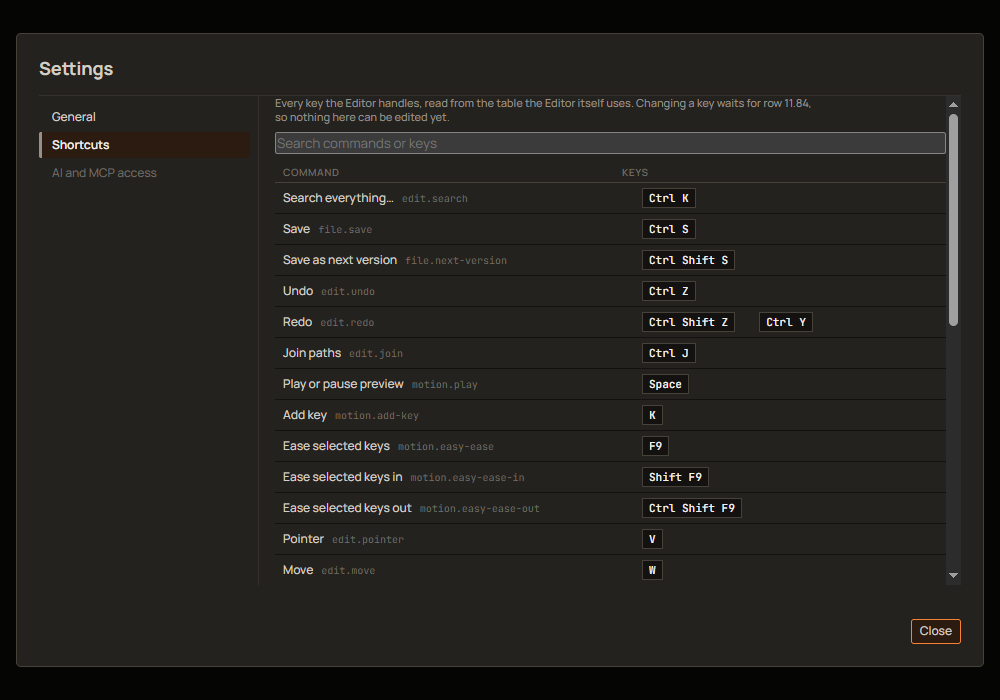 Settings
General
Shortcuts
AI and MCP access
Every key the Editor handles, read from the table the Editor itself uses. Changing a key waits for row 11.84,
so nothing here can be edited yet.
Search commands or keys
COMMAND KEYS
Search everything... edit.search Ctrl K
Save file.save Ctrl S
Save as next version file.next-version Ctrl Shift S
Undo edit.undo Ctrl Z
Redo edit.redo Ctrl Shift Z Ctrl Y
Join paths edit.join Ctrl J
Play or pause preview motion.play Space
Add key motion.add-key K
Ease selected keys motion.easy-ease F9
Ease selected keys in motion.easy-ease-in Shift F9
Ease selected keys out motion.easy-ease-out Ctrl Shift F9
Pointer edit.pointer V
Move edit.move W
Close